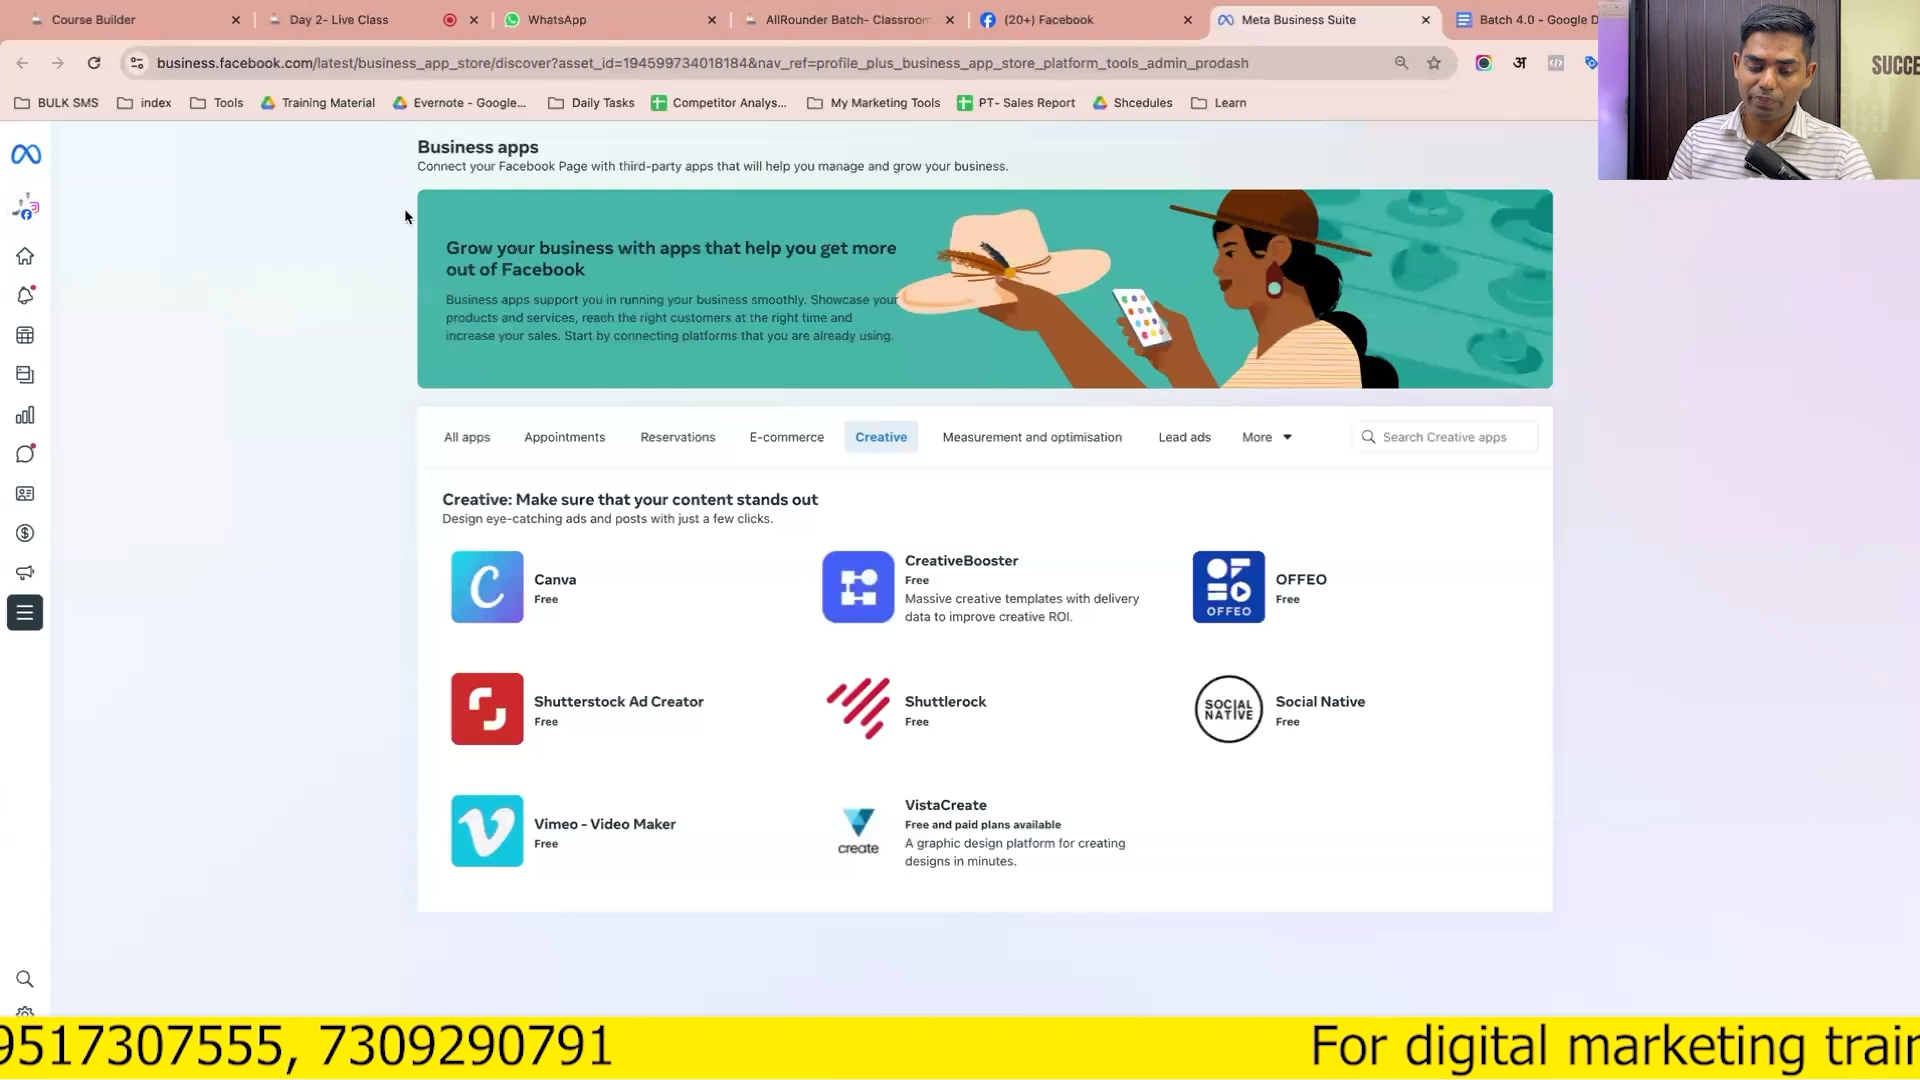 Course Builder
Day 2- Live Class
WhatsApp
AllRounder Batch- Classroom
(20+) Facebook
Meta Business Suite
Batch 4.0 - Google D
business.facebook.com/latest/business_app_store/discover?asset_id=194599734018184&nav_ref=profile_plus_business_app_store_platform_tools_admin_prodash
अ
SUCCE
BULK SMS
index
Tools
Training Material
Evernote - Google...
Daily Tasks
Competitor Analys...
My Marketing Tools
PT- Sales Report
Shcedules
Learn
Business apps
Connect your Facebook Page with third-party apps that will help you manage and grow your business.
Grow your business with apps that help you get more
out of Facebook
Business apps support you in running your business smoothly. Showcase your
products and services, reach the right customers at the right time and
increase your sales. Start by connecting platforms that you are already using.
All apps
Appointments
Reservations
E-commerce
Creative
Measurement and optimisation
Lead ads
More
Search Creative apps
Creative: Make sure that your content stands out
Design eye-catching ads and posts with just a few clicks.
C
Canva
Free
CreativeBooster
Free
Massive creative templates with delivery
data to improve creative ROI.
OFFEO
OFFEO
Free
Shutterstock Ad Creator
Free
Shuttlerock
Free
SOCIAL
NATIVE
Social Native
Free
Vimeo - Video Maker
Free
create
VistaCreate
Free and paid plans available
A graphic design platform for creating
designs in minutes.
9517307555, 7309290791
For digital marketing train